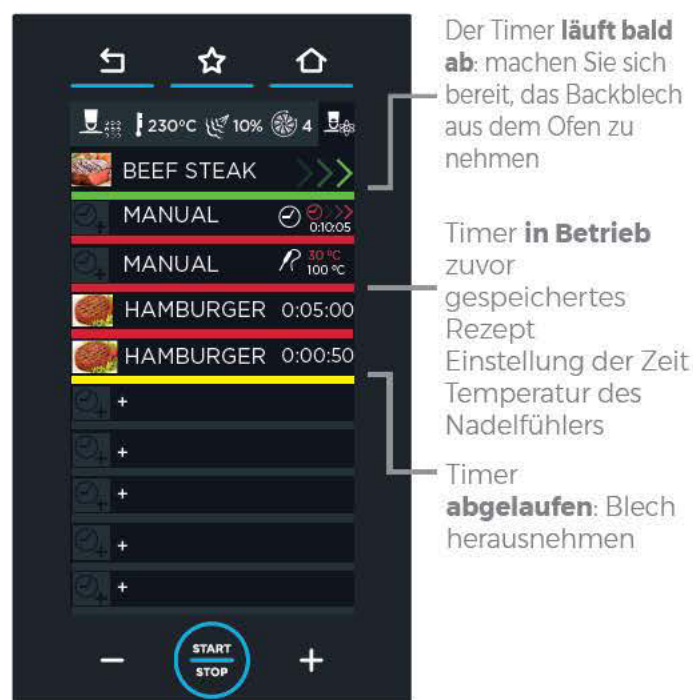 230°C 10% 4
BEEF STEAK
MANUAL
0:10:05
MANUAL 30 °C
100 °C
HAMBURGER 0:05:00
HAMBURGER 0:00:50
+
+
+
+
+
START
STOP
Der Timer läuft bald
ab: machen Sie sich
bereit, das Backblech
aus dem Ofen zu
nehmen
Timer in Betrieb
zuvor
gespeichertes
Rezept
Einstellung der Zeit
Temperatur des
Nadelfühlers
Timer
abgelaufen: Blech
herausnehmen